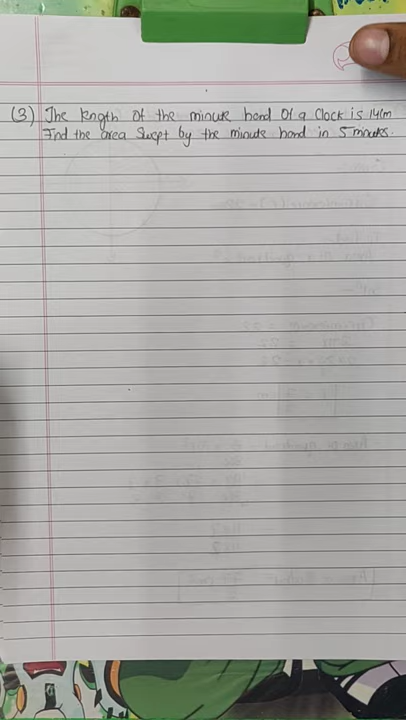 (3) The length of the minute hand of a Clock is 14cm
Find the area swept by the minute hand in 5 minutes.